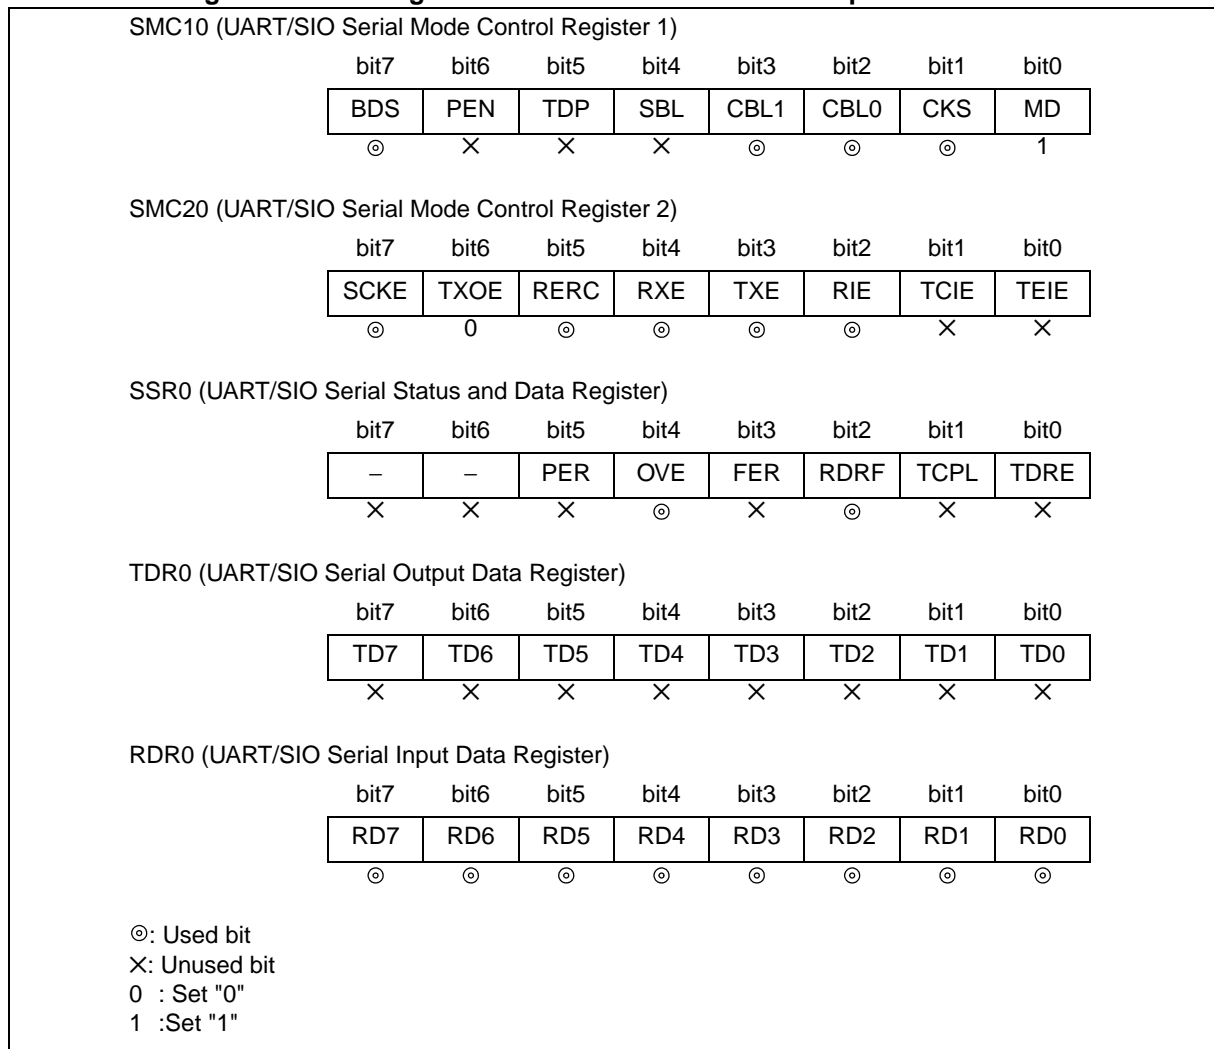 SMC10 (UART/SIO Serial Mode Control Register 1)
bit7 bit6 bit5 bit4 bit3 bit2 bit1 bit0
BDS PEN TDP SBL CBL1 CBL0 CKS MD
◎ × × × ◎ ◎ ◎ 1
SMC20 (UART/SIO Serial Mode Control Register 2)
bit7 bit6 bit5 bit4 bit3 bit2 bit1 bit0
SCKE TXOE RERC RXE TXE RIE TCIE TEIE
◎ 0 ◎ ◎ ◎ ◎ × ×
SSR0 (UART/SIO Serial Status and Data Register)
bit7 bit6 bit5 bit4 bit3 bit2 bit1 bit0
– – PER OVE FER RDRF TCPL TDRE
× × × ◎ × ◎ × ×
TDR0 (UART/SIO Serial Output Data Register)
bit7 bit6 bit5 bit4 bit3 bit2 bit1 bit0
TD7 TD6 TD5 TD4 TD3 TD2 TD1 TD0
× × × × × × × ×
RDR0 (UART/SIO Serial Input Data Register)
bit7 bit6 bit5 bit4 bit3 bit2 bit1 bit0
RD7 RD6 RD5 RD4 RD3 RD2 RD1 RD0
◎ ◎ ◎ ◎ ◎ ◎ ◎ ◎
◎: Used bit
×: Unused bit
0 : Set "0"
1 :Set "1"